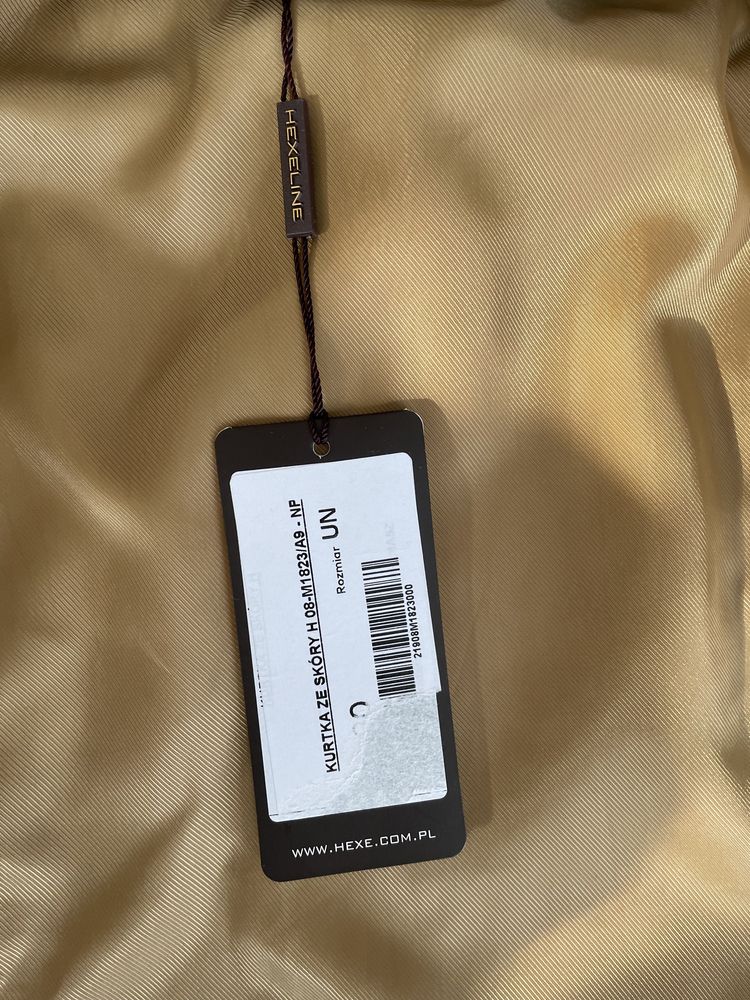 HEXELINE
KURTKA ZE SKÓRY H 08-M1823/A9 - NP
Rozmiar UN
21908M1823000
WWW.HEXE.COM.PL